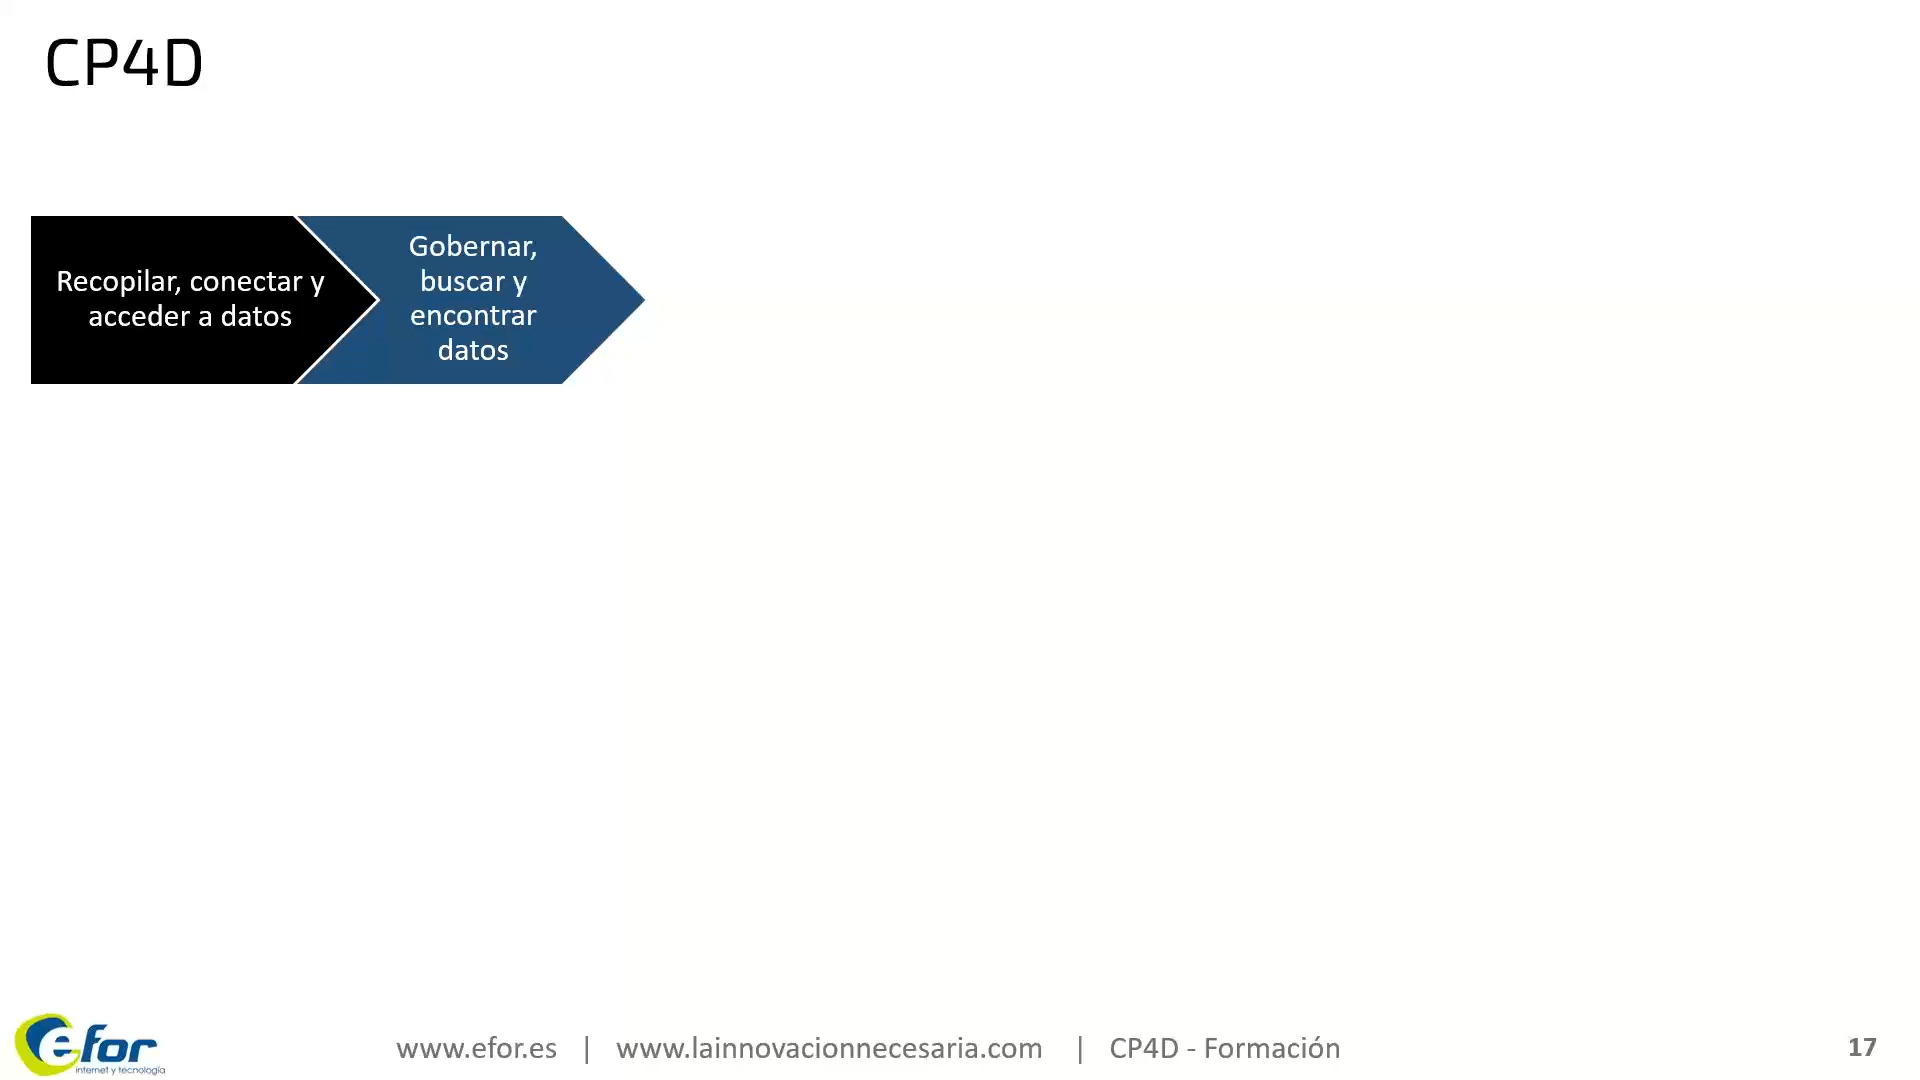 CP4D
Recopilar, conectar y
acceder a datos
Gobernar,
buscar y
encontrar
datos
efor
internet y tecnología
www.efor.es | www.lainnovacionnecesaria.com | CP4D - Formación
17